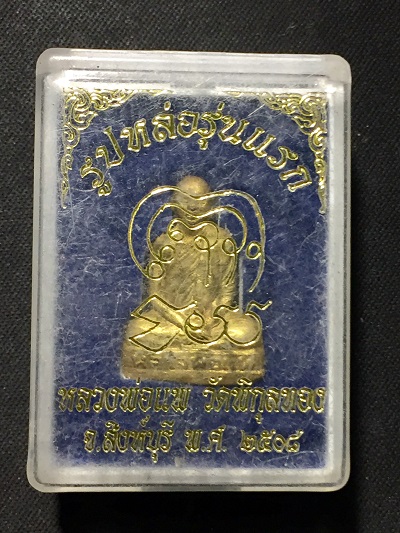 รูปหล่อรุ่นแรก
หลวงพ่อแพ วัดพิกุลทอง
จ.สิงห์บุรี พ.ศ. ๒๕๐๘